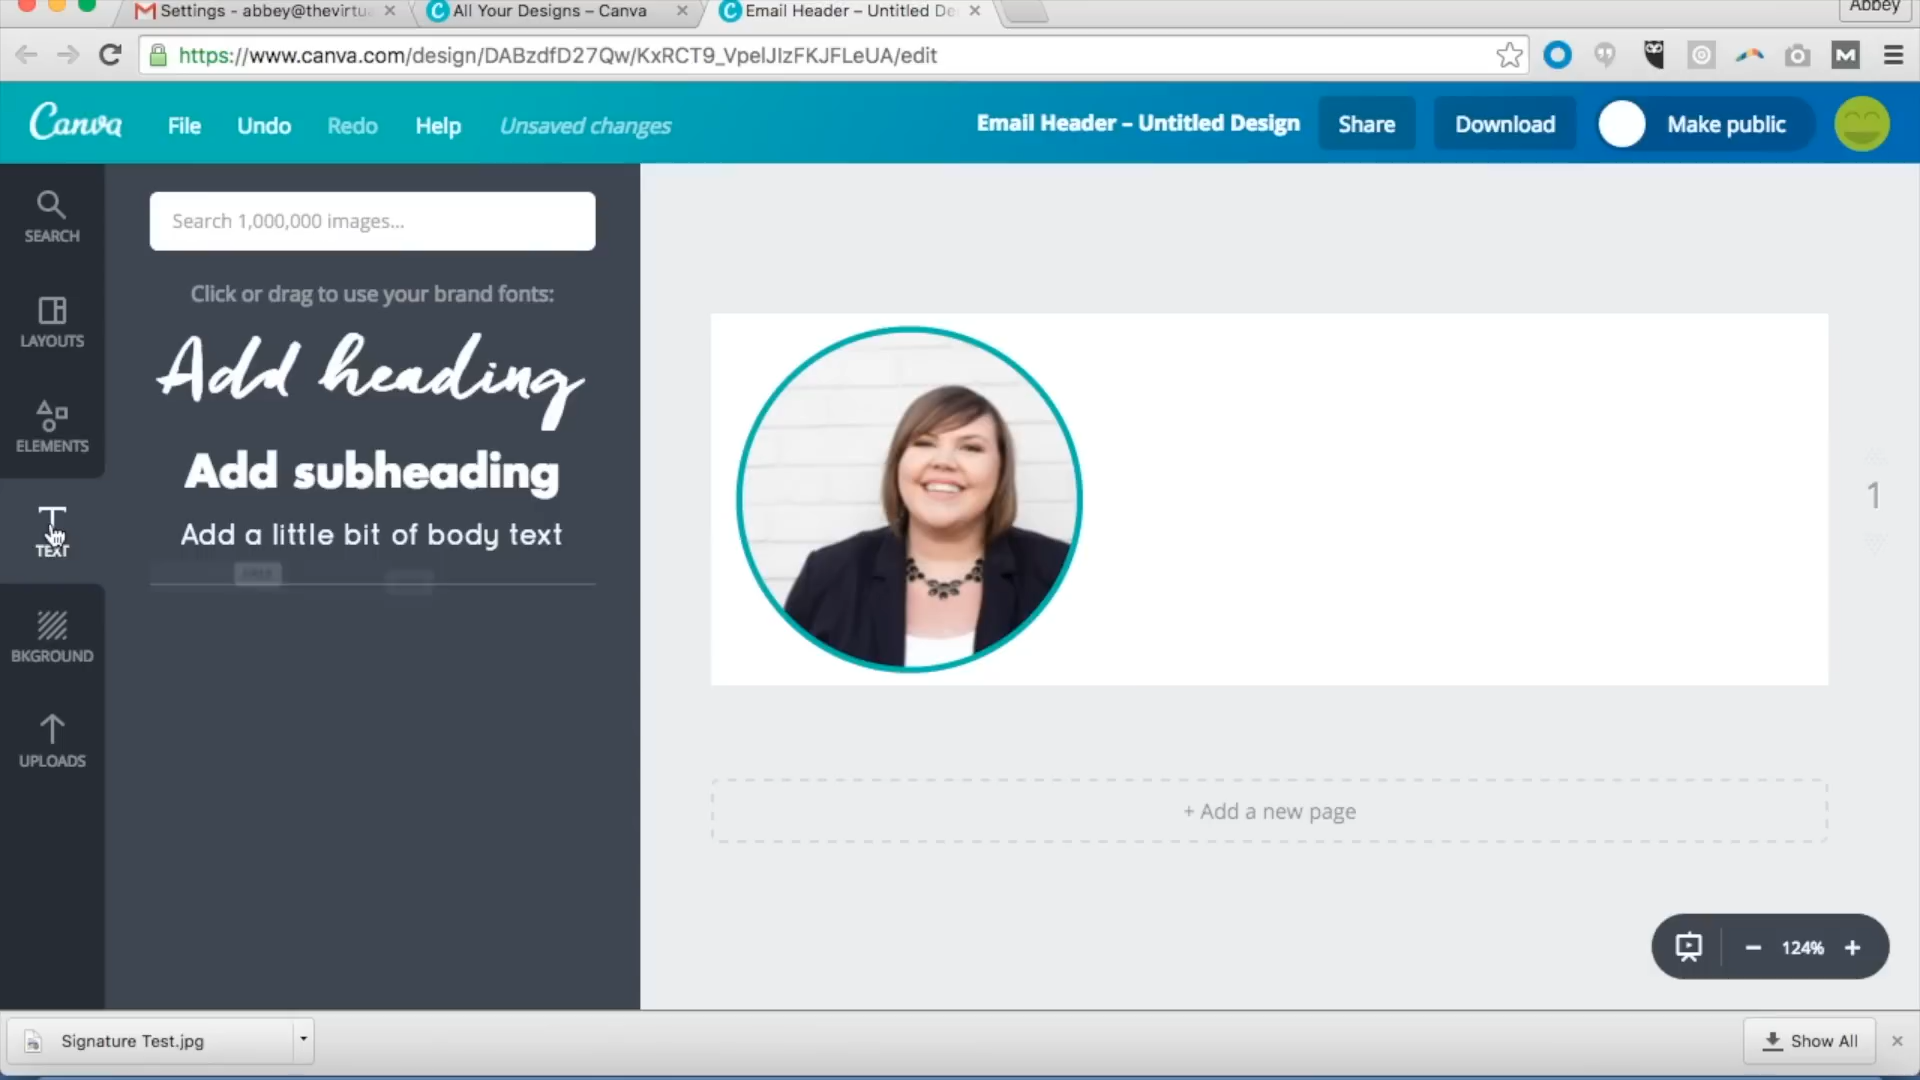 Settings - abbey@thevirtua
All Your Designs – Canva
Email Header – Untitled De
Abbey
https://www.canva.com/design/DABzdfD27Qw/KxRCT9_VpelJIzFKJFLeUA/edit
M
Canva
File
Undo
Redo
Help
Unsaved changes
Email Header – Untitled Design
Share
Download
Make public
SEARCH
LAYOUTS
ELEMENTS
TEXT
BKGROUND
UPLOADS
Search 1,000,000 images...
Click or drag to use your brand fonts:
Add heading
Add subheading
Add a little bit of body text
1
+ Add a new page
124%
Signature Test.jpg
Show All